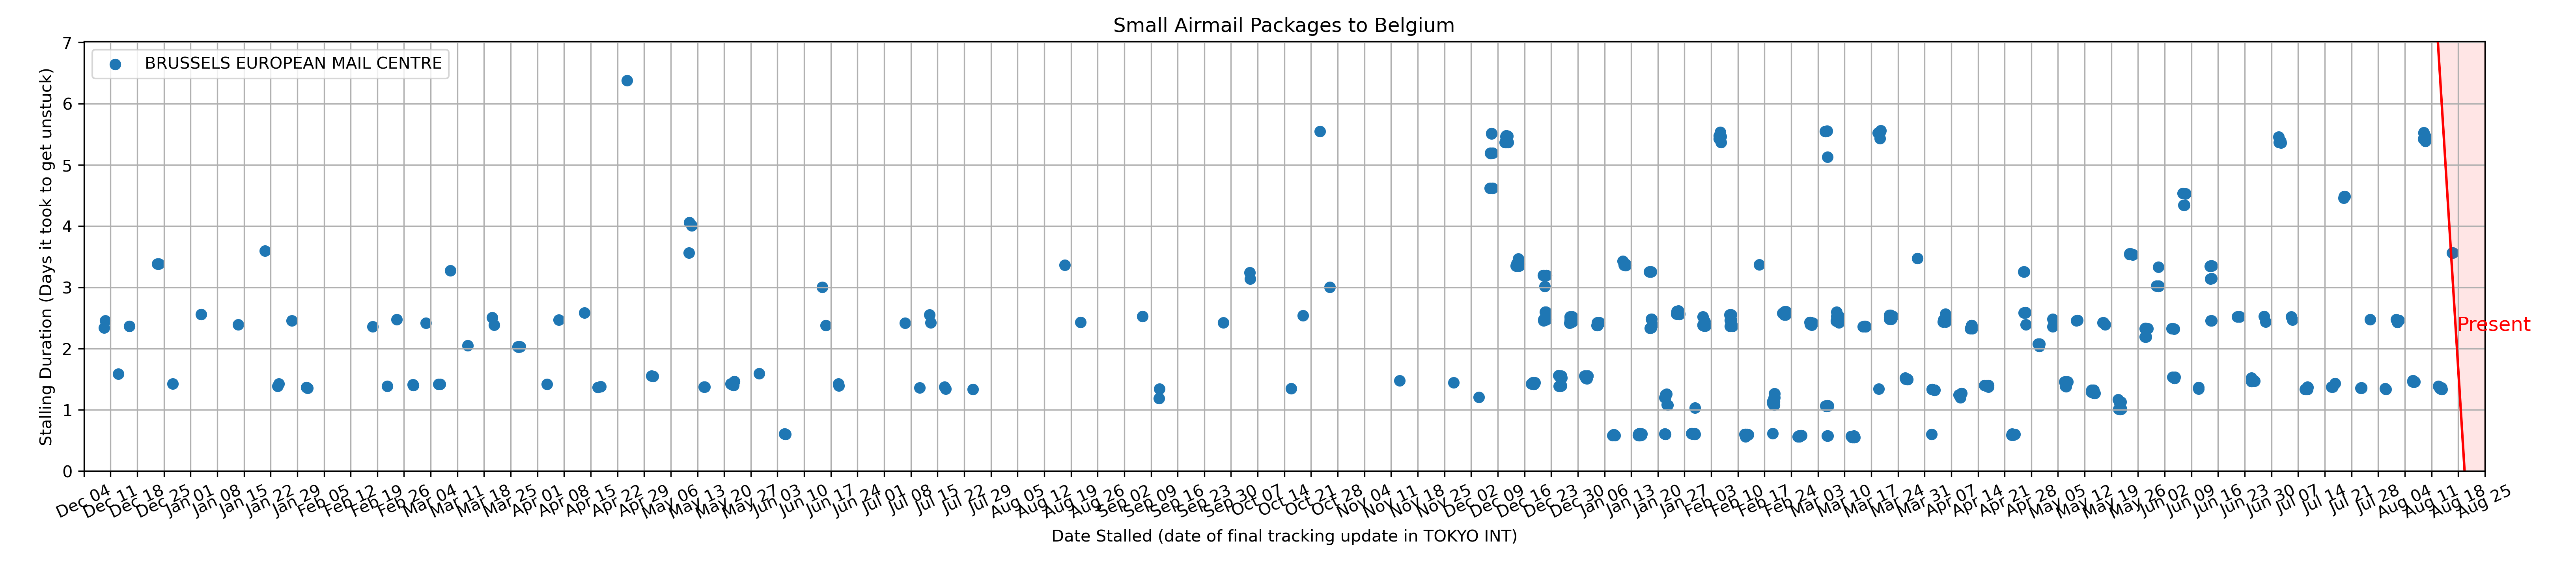 Small Airmail Packages to Belgium
7
6
5
4
3
2
1
0
Stalling Duration (Days it took to get unstuck)
BRUSSELS EUROPEAN MAIL CENTRE
Present
Dec 04
Dec 11
Dec 18
Dec 25
Jan 01
Jan 08
Jan 15
Jan 22
Jan 29
Feb 05
Feb 12
Feb 19
Feb 26
Mar 04
Mar 11
Mar 18
Mar 25
Apr 01
Apr 08
Apr 15
Apr 22
Apr 29
May 06
May 13
May 20
May 27
Jun 03
Jun 10
Jun 17
Jun 24
Jul 01
Jul 08
Jul 15
Jul 22
Jul 29
Aug 05
Aug 12
Aug 19
Aug 26
Sep 02
Sep 09
Sep 16
Sep 23
Sep 30
Oct 07
Oct 14
Oct 21
Oct 28
Nov 04
Nov 11
Nov 18
Nov 25
Dec 02
Dec 09
Dec 16
Dec 23
Dec 30
Jan 06
Jan 13
Jan 20
Jan 27
Feb 03
Feb 10
Feb 17
Feb 24
Mar 03
Mar 10
Mar 17
Mar 24
Mar 31
Apr 07
Apr 14
Apr 21
Apr 28
May 05
May 12
May 19
May 26
Jun 02
Jun 09
Jun 16
Jun 23
Jun 30
Jul 07
Jul 14
Jul 21
Jul 28
Aug 04
Aug 11
Aug 18
Aug 25
Date Stalled (date of final tracking update in TOKYO INT)